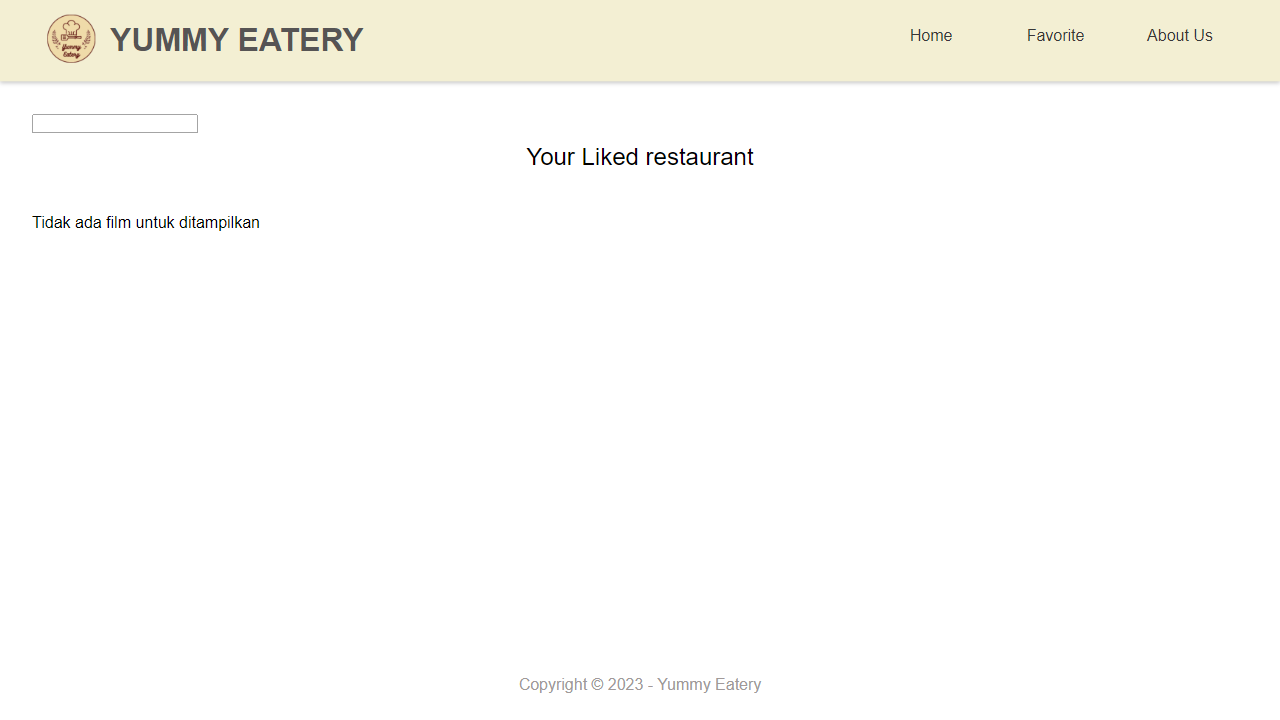 Yummy
Eatery
YUMMY EATERY
Home
Favorite
About Us
Your Liked restaurant
Tidak ada film untuk ditampilkan
Copyright © 2023 - Yummy Eatery